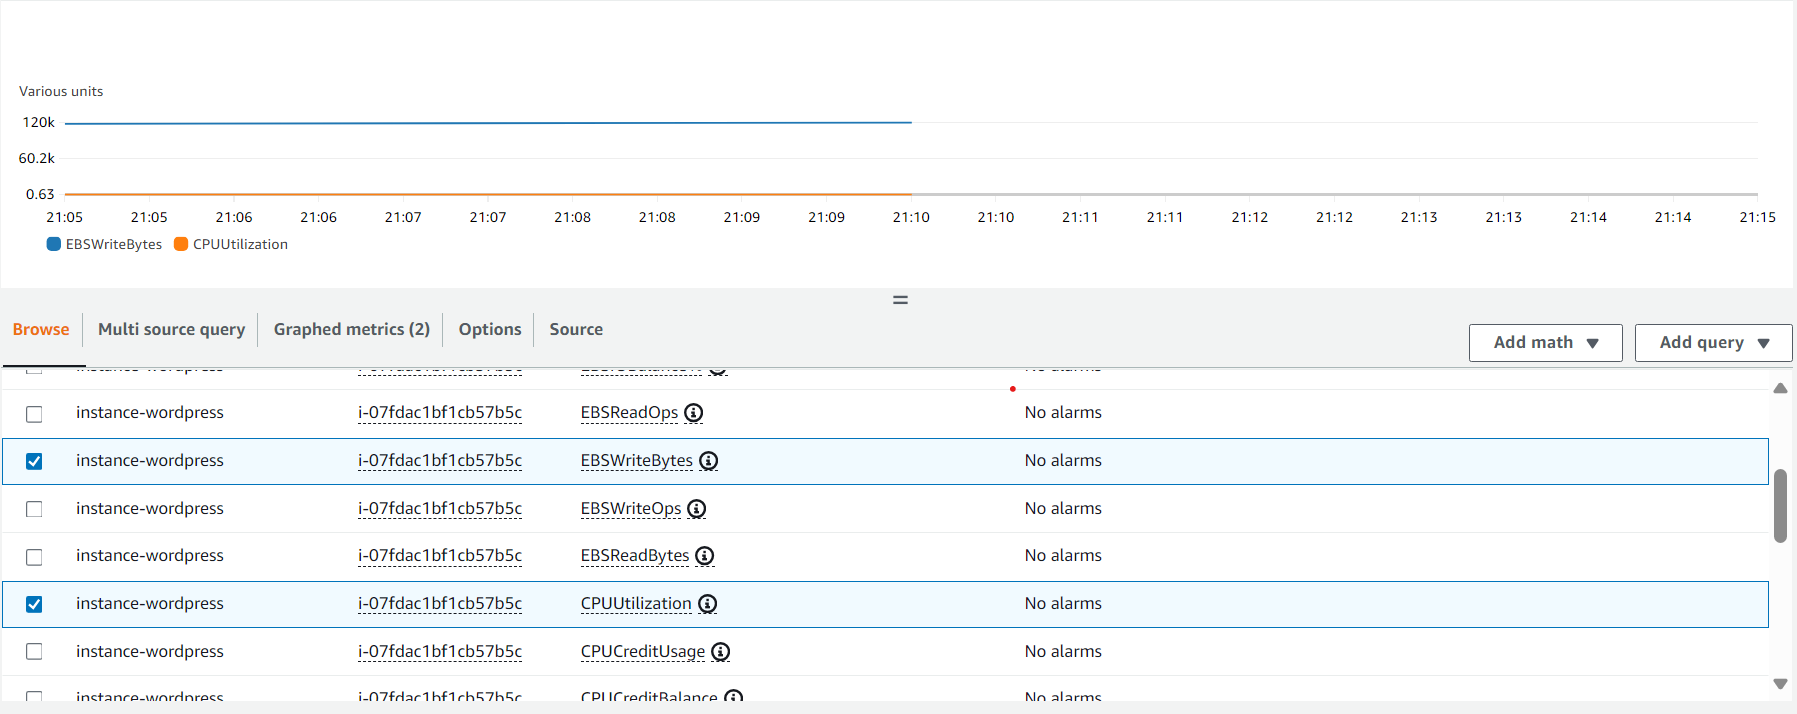 Various units
120k
60.2k
0.63
21:05 21:05 21:06 21:06 21:07 21:07 21:08 21:08 21:09 21:09 21:10 21:10 21:11 21:11 21:12 21:12 21:13 21:13 21:14 21:14 21:15
EBSWriteBytes CPUUtilization
Browse Multi source query Graphed metrics (2) Options Source Add math Add query
instance-wordpress i-07fdac1bf1cb57b5c No alarms
instance-wordpress i-07fdac1bf1cb57b5c EBSReadOps No alarms
instance-wordpress i-07fdac1bf1cb57b5c EBSWriteBytes No alarms
instance-wordpress i-07fdac1bf1cb57b5c EBSWriteOps No alarms
instance-wordpress i-07fdac1bf1cb57b5c EBSReadBytes No alarms
instance-wordpress i-07fdac1bf1cb57b5c CPUUtilization No alarms
instance-wordpress i-07fdac1bf1cb57b5c CPUCreditUsage No alarms
instance-wordpress i-07fdac1bf1cb57b5c CPUCreditBalance No alarms